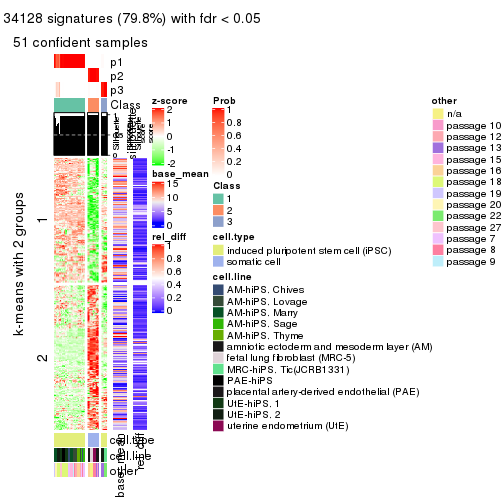 34128 signatures (79.8%) with fdr < 0.05
51 confident samples
p1
p2
p3
Class
silhouette
score
k-means with 2 groups
1
2
cell.type
cell.line
other
base_mean
rel_diff
z-score
2
1
0
-1
-2
base_mean
15
10
5
0
rel_diff
1
0.8
0.6
0.4
0.2
0
Prob
1
0.8
0.6
0.4
0.2
0
Class
1
2
3
cell.type
induced pluripotent stem cell (iPSC)
somatic cell
cell.line
AM-hiPS. Chives
AM-hiPS. Lovage
AM-hiPS. Marry
AM-hiPS. Sage
AM-hiPS. Thyme
amniotic ectoderm and mesoderm layer (AM)
fetal lung fibroblast (MRC-5)
MRC-hiPS. Tic(JCRB1331)
PAE-hiPS
placental artery-derived endothelial (PAE)
UtE-hiPS. 1
UtE-hiPS. 2
uterine endometrium (UtE)
other
n/a
passage 10
passage 12
passage 13
passage 15
passage 16
passage 18
passage 19
passage 20
passage 22
passage 27
passage 7
passage 8
passage 9